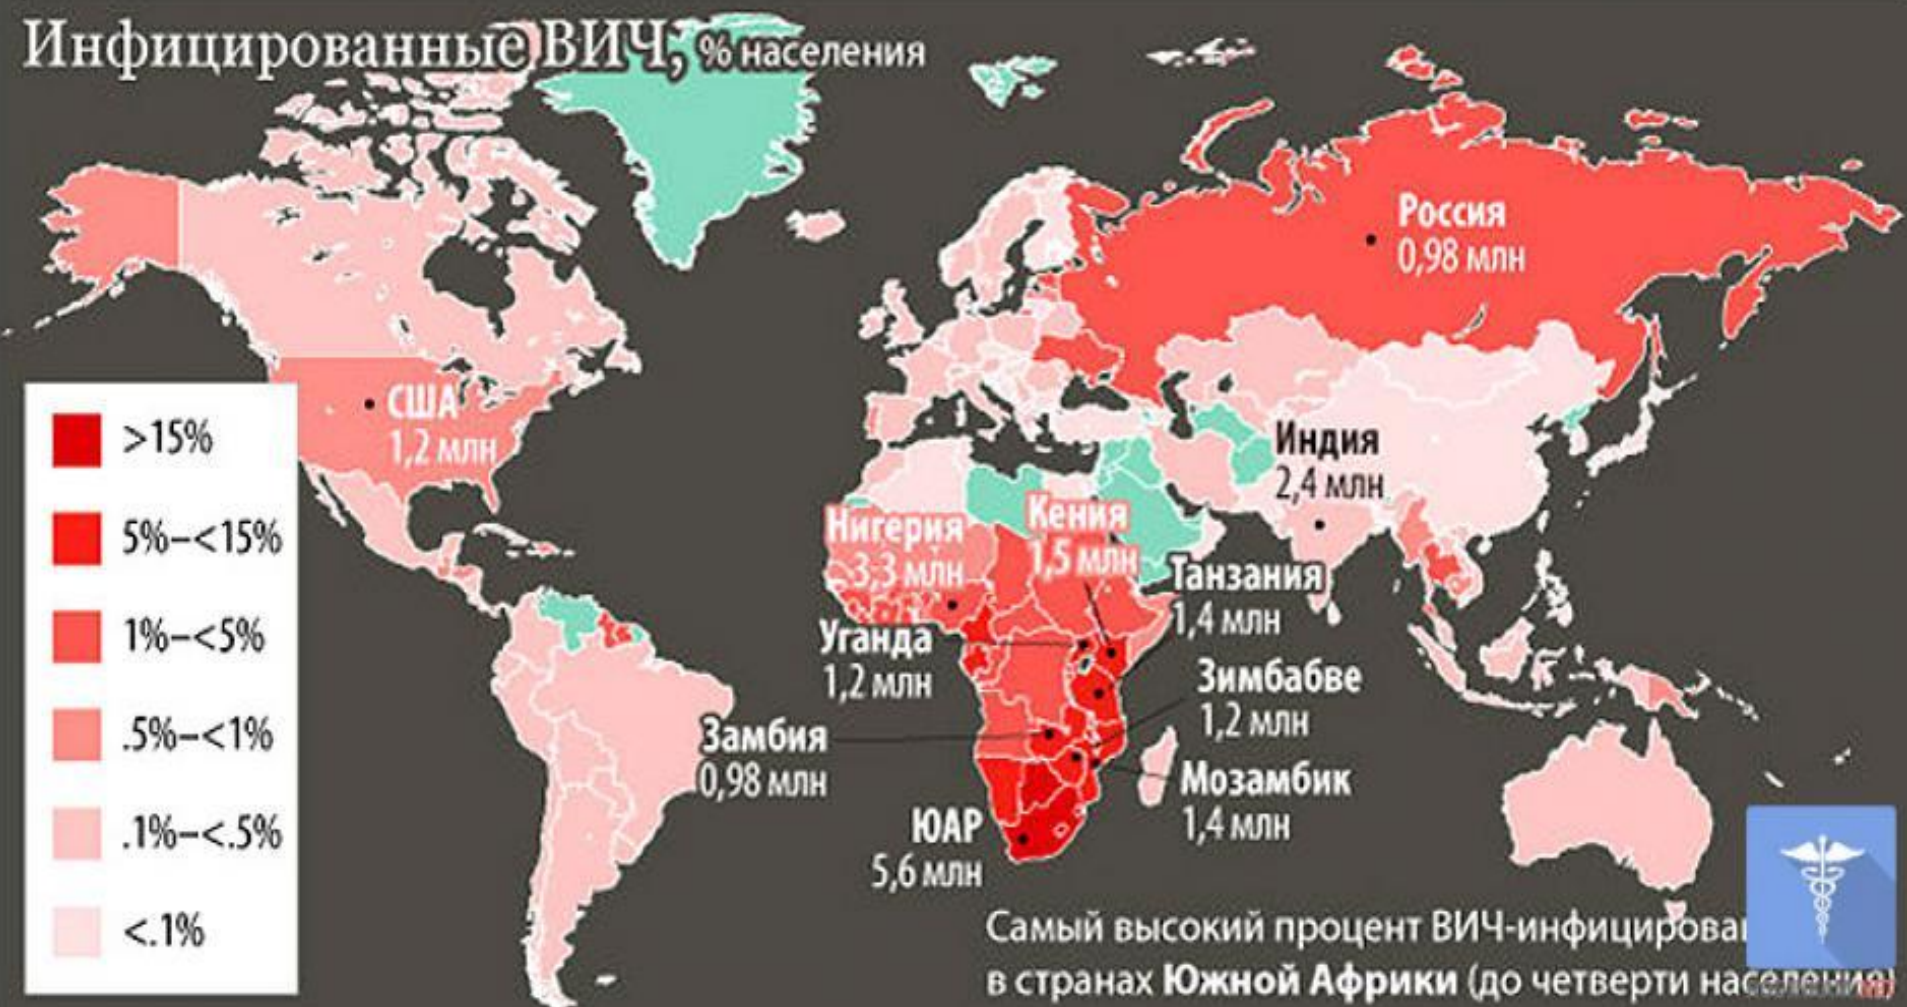 Инфицированные ВИЧ, % населения
Россия
0,98 млн
США
1,2 млн
>15%
5%–<15%
1%–<5%
.5%–<1%
.1%–<.5%
<.1%
Индия
2,4 млн
Нигерия
3,3 млн
Кения
1,5 млн
Танзания
1,4 млн
Уганда
1,2 млн
Зимбабве
1,2 млн
Замбия
0,98 млн
Мозамбик
1,4 млн
ЮАР
5,6 млн
Самый высокий процент ВИЧ-инфицирован
в странах Южной Африки (до четверти населения)